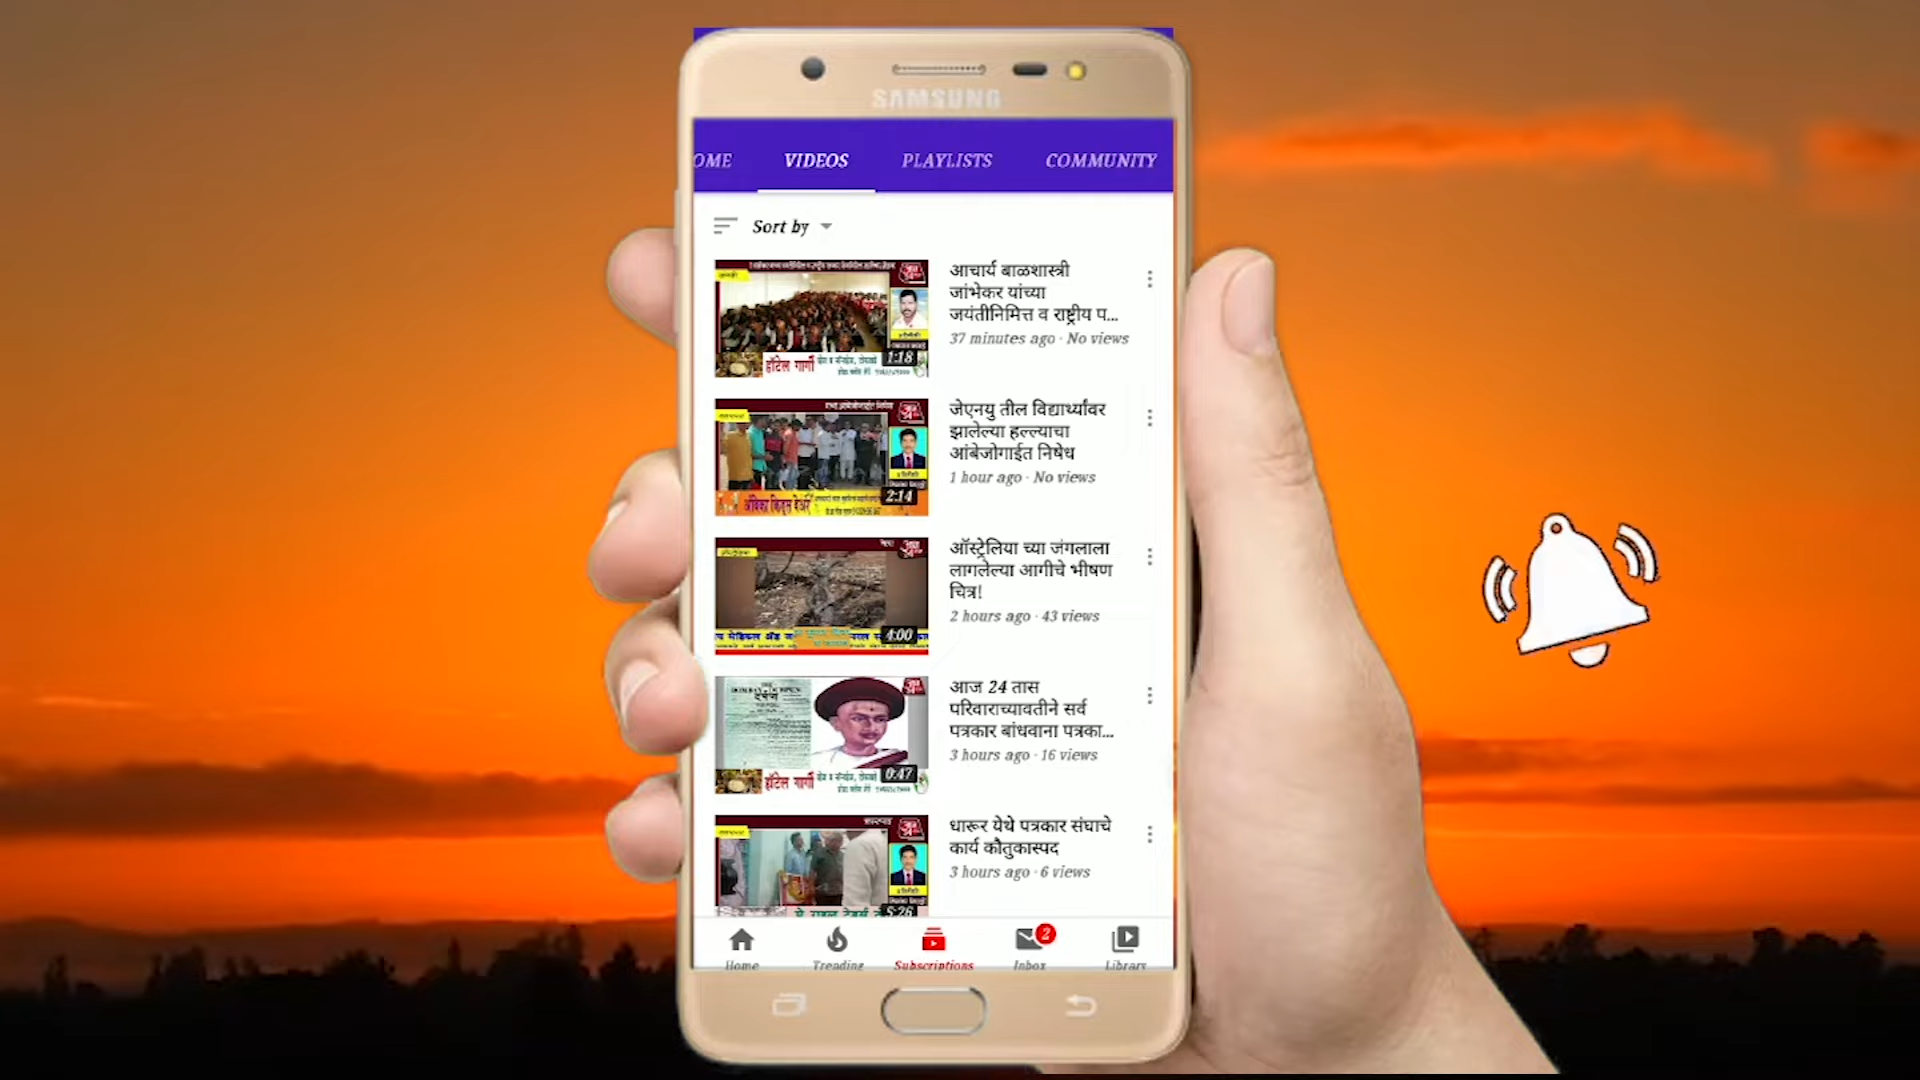 SAMSUNG
OME VIDEOS PLAYLISTS COMMUNITY
Sort by
आचार्य बाळशास्त्री
जांभेकर यांच्या
जयंतीनिमित्त व राष्ट्रीय प...
37 minutes ago · No views
हॉटेल गार्गी
1:18
जेएनयु तील विद्यार्थ्यांवर
झालेल्या हल्ल्याचा
आंबेजोगाईत निषेध
1 hour ago · No views
2:14
ऑस्ट्रेलिया च्या जंगलाला
लागलेल्या आगीचे भीषण
चित्र!
2 hours ago · 43 views
4:00
आज 24 तास
परिवाराच्यावतीने सर्व
पत्रकार बांधवाना पत्रका...
3 hours ago · 16 views
हॉटेल गार्गी
0:47
धारूर येथे पत्रकार संघाचे
कार्य कौतुकास्पद
3 hours ago · 6 views
5:26
2
Home Trending Subscriptions Inbox Library